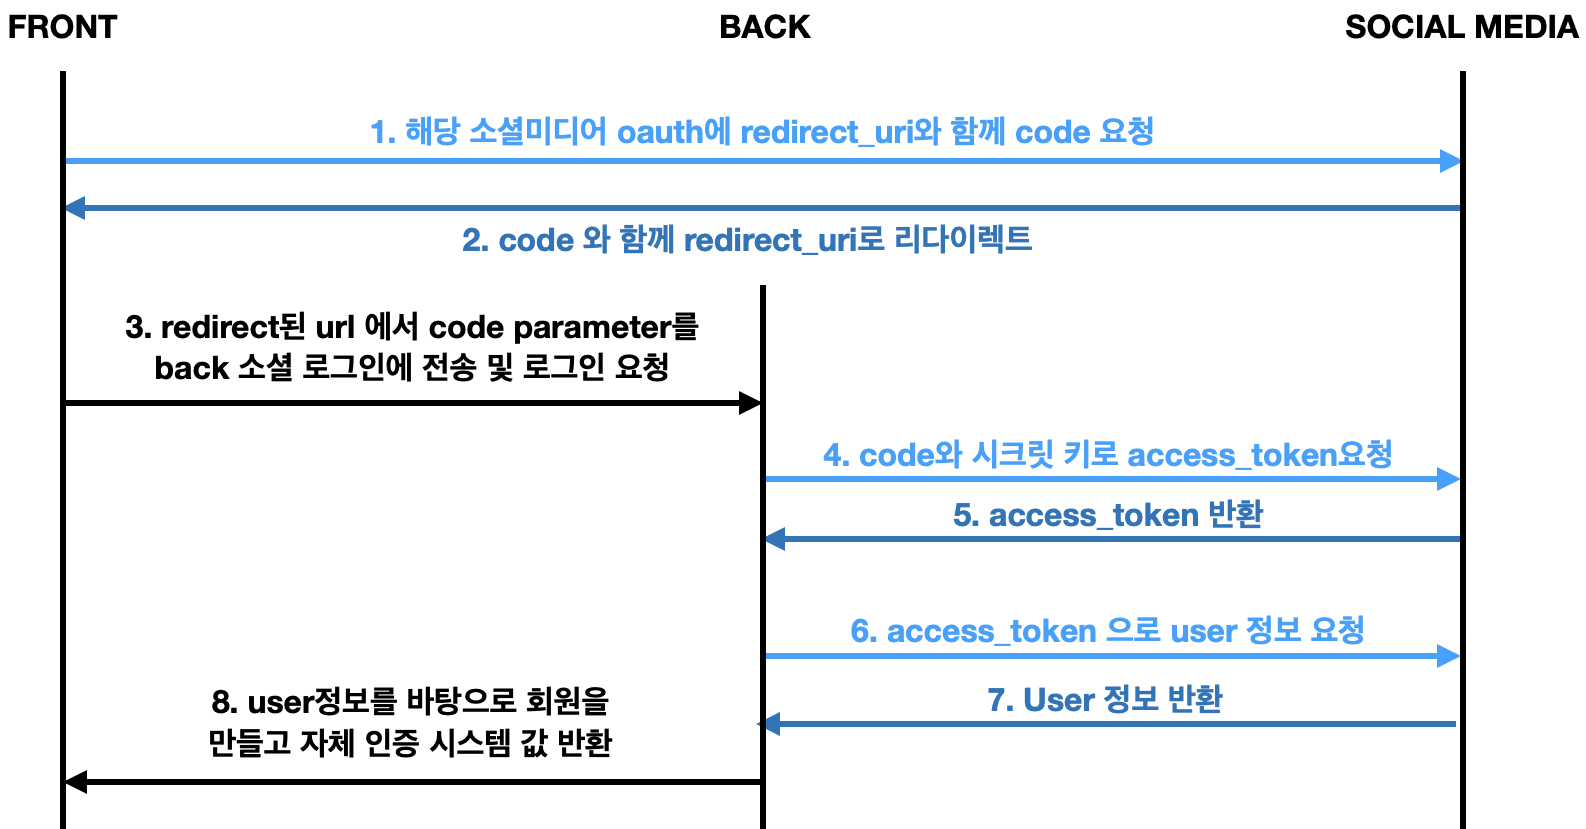 FRONT
BACK
SOCIAL MEDIA
1. 해당 소셜미디어 oauth에 redirect_uri와 함께 code 요청
2. code 와 함께 redirect_uri로 리다이렉트
3. redirect된 url 에서 code parameter를
back 소셜 로그인에 전송 및 로그인 요청
4. code와 시크릿 키로 access_token요청
5. access_token 반환
6. access_token 으로 user 정보 요청
7. User 정보 반환
8. user정보를 바탕으로 회원을
만들고 자체 인증 시스템 값 반환